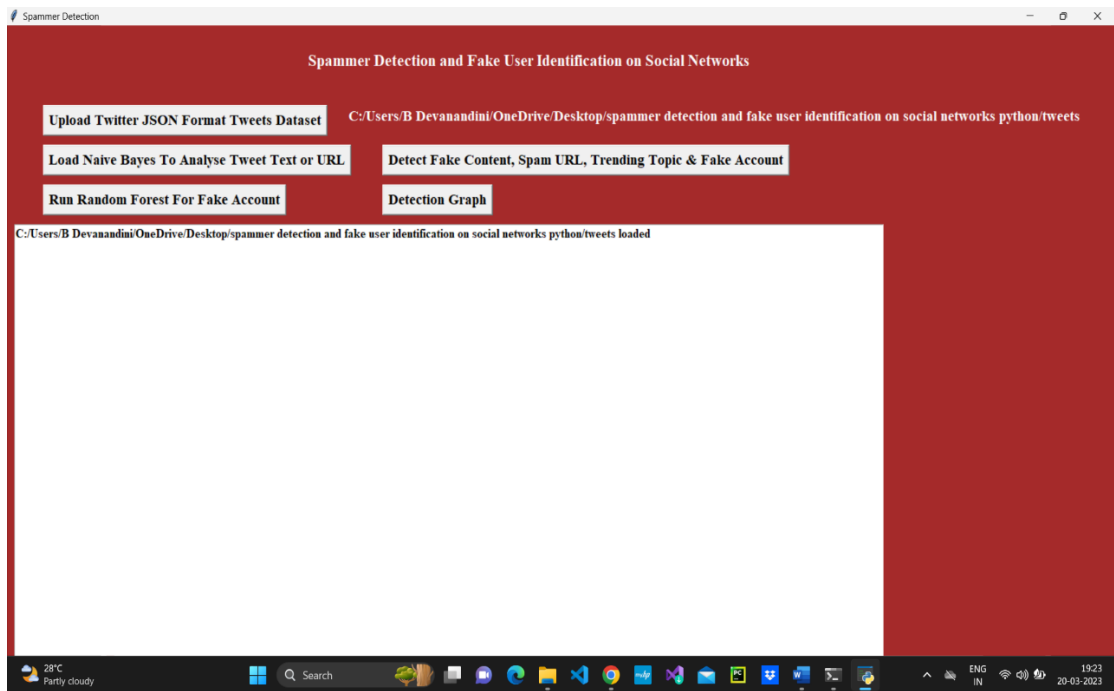 Spammer Detection
Spammer Detection and Fake User Identification on Social Networks
Upload Twitter JSON Format Tweets Dataset
C:/Users/B Devanandini/OneDrive/Desktop/spammer detection and fake user identification on social networks python/tweets
Load Naive Bayes To Analyse Tweet Text or URL
Detect Fake Content, Spam URL, Trending Topic & Fake Account
Run Random Forest For Fake Account
Detection Graph
C:/Users/B Devanandini/OneDrive/Desktop/spammer detection and fake user identification on social networks python/tweets loaded
28°C
Partly cloudy
Search
ENG
IN
19:23
20-03-2023